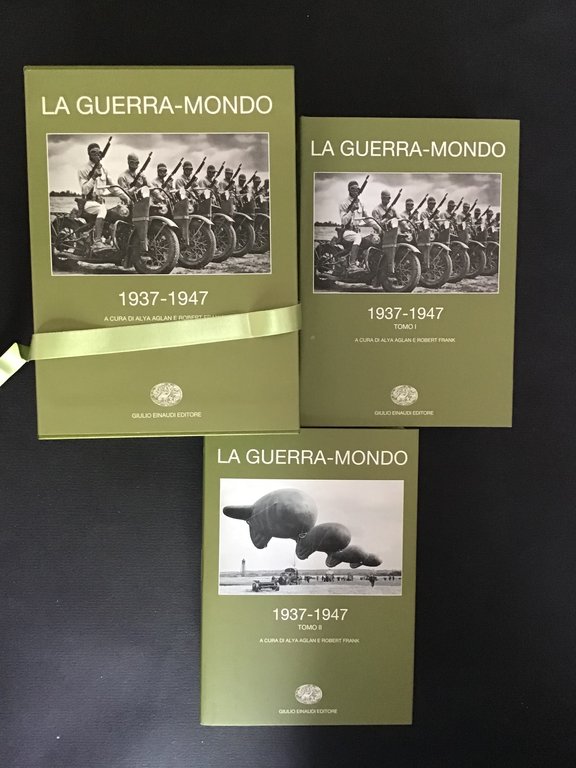 LA GUERRA-MONDO
1937-1947
A CURA DI ALYA AGLAN E ROBERT
GIULIO EINAUDI EDITORE
LA GUERRA-MONDO
1937-1947
TOMO I
A CURA DI ALYA AGLAN E ROBERT FRANK
GIULIO EINAUDI EDITORE
LA GUERRA-MONDO
1937-1947
TOMO II
A CURA DI ALYA AGLAN E ROBERT FRANK
GIULIO EINAUDI EDITORE